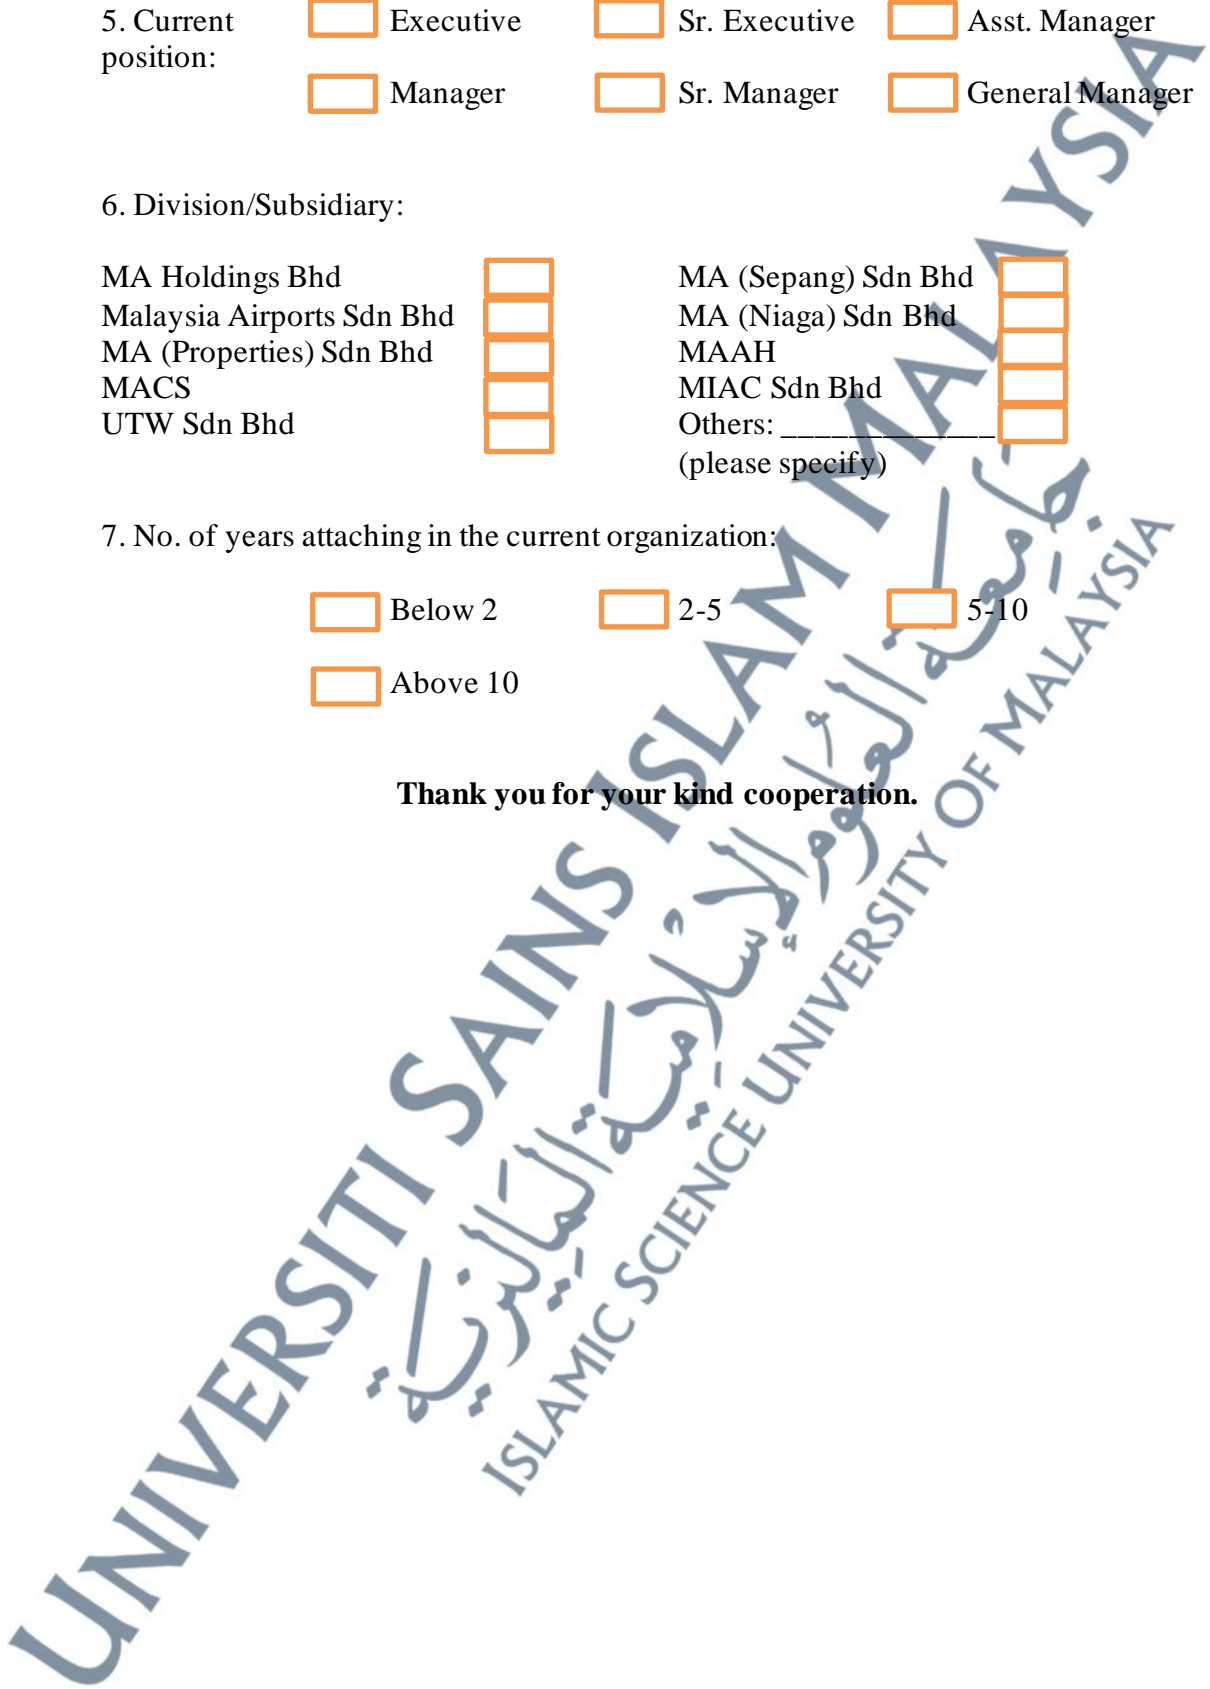 5. Current position:
Executive
Sr. Executive
Asst. Manager
Manager
Sr. Manager
General Manager
6. Division/Subsidiary:
MA Holdings Bhd
MA (Sepang) Sdn Bhd
Malaysia Airports Sdn Bhd
MA (Niaga) Sdn Bhd
MA (Properties) Sdn Bhd
MAAH
MACS
MIAC Sdn Bhd
UTW Sdn Bhd
Others: _____________
(please specify)
7. No. of years attaching in the current organization:
Below 2
2-5
5-10
Above 10
Thank you for your kind cooperation.
UNIVERSITI SAINS ISLAM MALAYSIA
جامعة العلوم الإسلامية الماليزية
ISLAMIC SCIENCE UNIVERSITY OF MALAYSIA